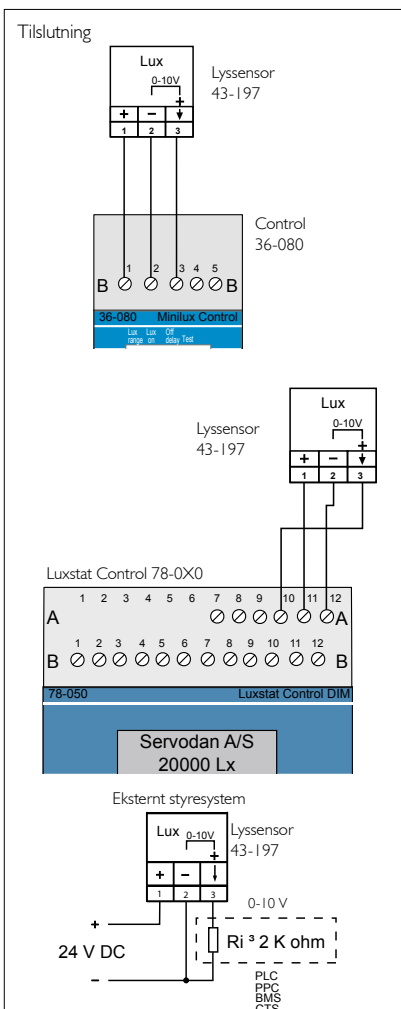 Tilslutning
Lux
0-10V
+
+ −
1 2 3
Lyssensor
43-197
Control
36-080
1 2 3 4 5
B B
36-080 Minilux Control
Lux range Lux on Off delay Test
Lux
0-10V
+
+ −
1 2 3
Lyssensor
43-197
Luxstat Control 78-0X0
1 2 3 4 5 6 7 8 9 10 11 12
A A
1 2 3 4 5 6 7 8 9 10 11 12
B B
78-050 Luxstat Control DIM
Servodan A/S
20000 Lx
Eksternt styresystem
Lux 0-10V
+
+ −
1 2 3
Lyssensor
43-197
0-10 V
+
24 V DC
−
Ri ³ 2 K ohm
PLC
PPC
BMS
CTS